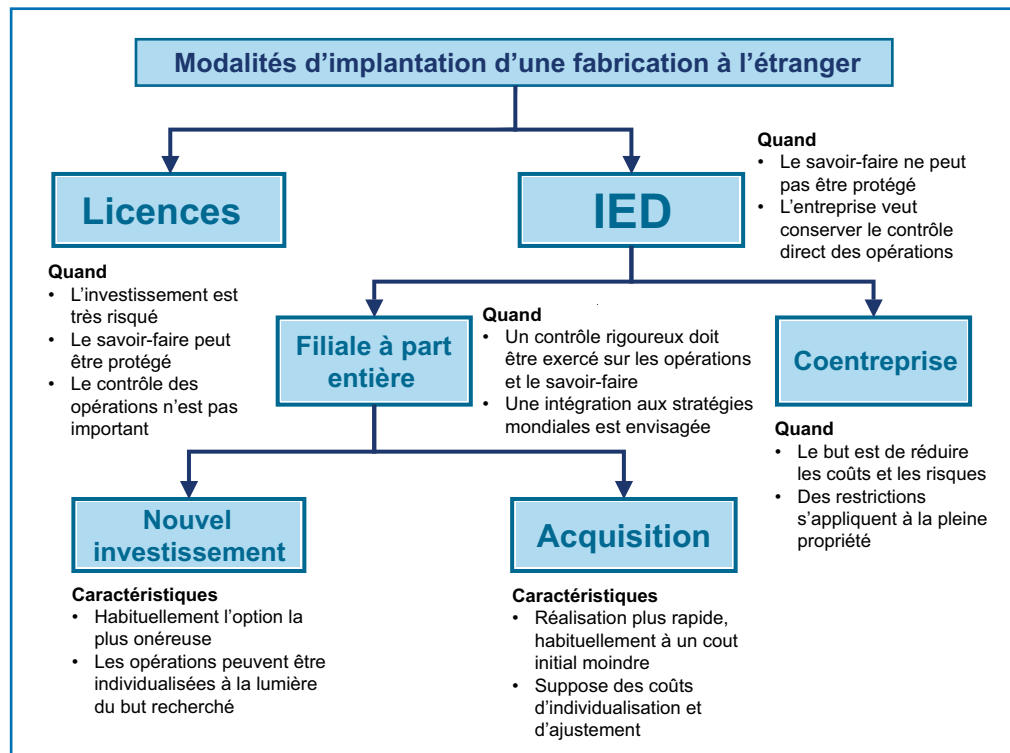 Modalités d’implantation d’une fabrication à l’étranger
Licences
Quand
• L’investissement est
très risqué
• Le savoir-faire peut
être protégé
• Le contrôle des
opérations n’est pas
important
IED
Quand
• Le savoir-faire ne peut
pas être protégé
• L’entreprise veut
conserver le contrôle
direct des opérations
Filiale à part
entière
Quand
• Un contrôle rigoureux doit
être exercé sur les opérations
et le savoir-faire
• Une intégration aux stratégies
mondiales est envisagée
Coentreprise
Quand
• Le but est de réduire
les coûts et les risques
• Des restrictions
s’appliquent à la pleine
propriété
Nouvel
investissement
Caractéristiques
• Habituellement l’option la
plus onéreuse
• Les opérations peuvent être
individualisées à la lumière
du but recherché
Acquisition
Caractéristiques
• Réalisation plus rapide,
habituellement à un cout
initial moindre
• Suppose des coûts
d’individualisation et
d’ajustement